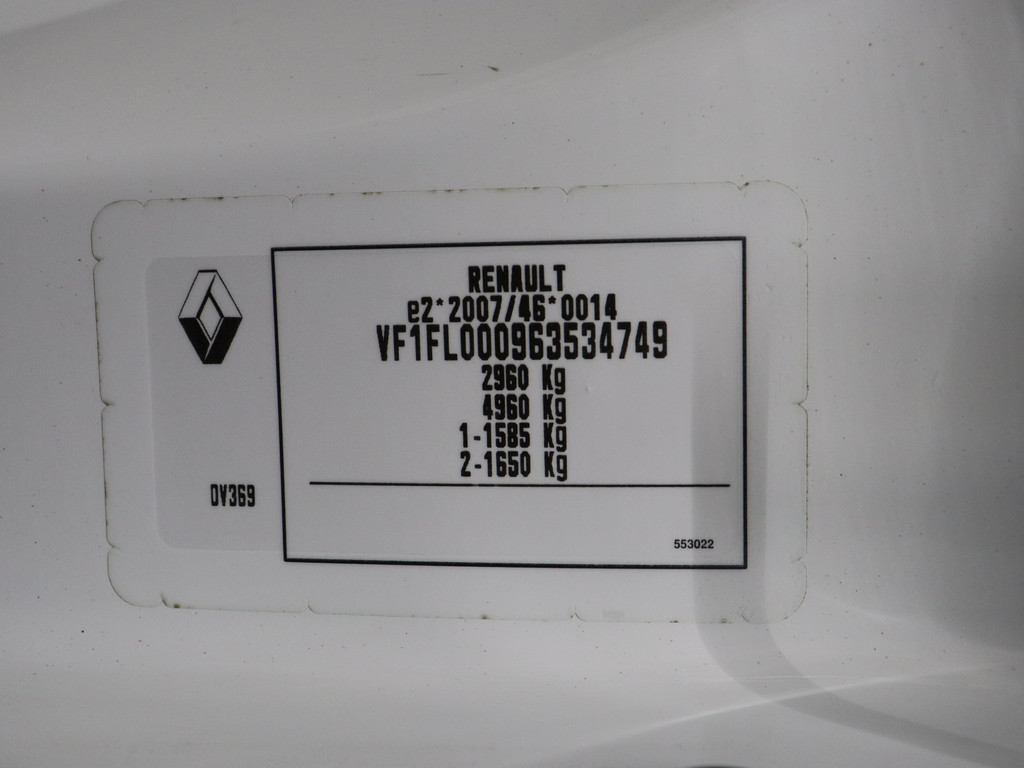 RENAULT
e2*2007/46*0014
VF1FL000963534749
2960 Kg
4960 Kg
1-1585 Kg
2-1650 Kg
DV369
553022